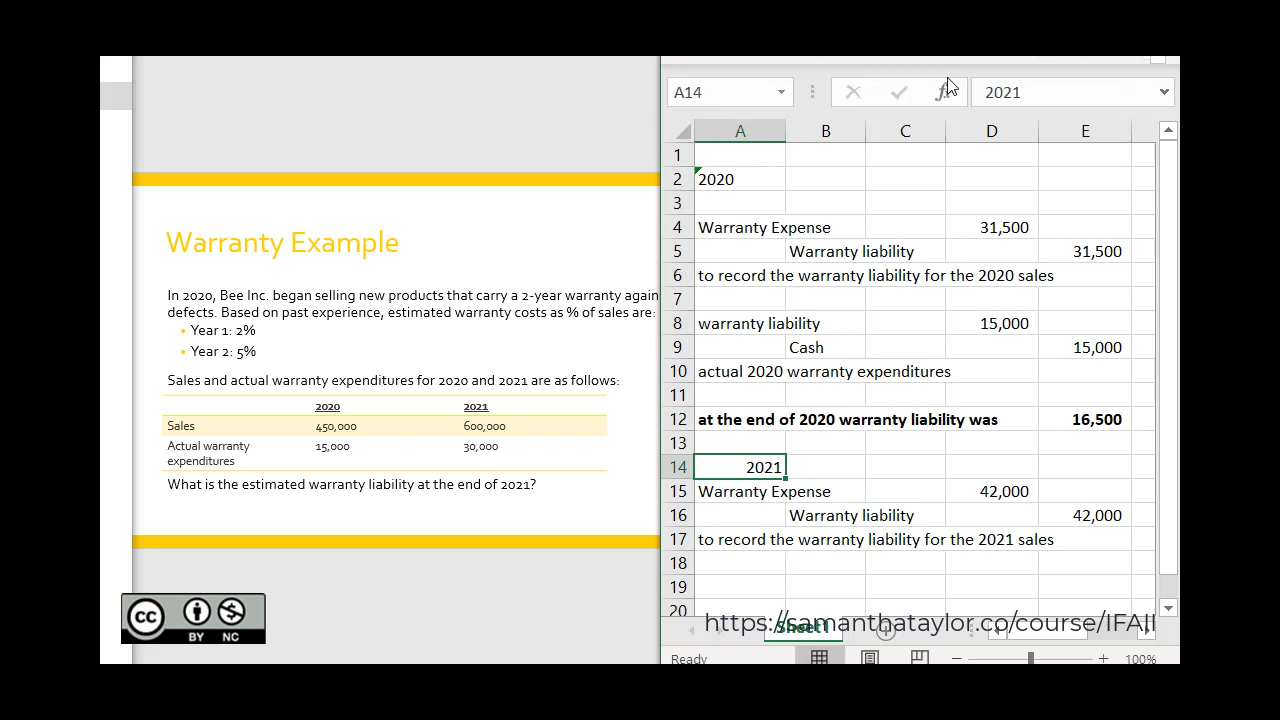 Warranty Example
In 2020, Bee Inc. began selling new products that carry a 2-year warranty again
defects. Based on past experience, estimated warranty costs as % of sales are:
• Year 1: 2%
• Year 2: 5%
Sales and actual warranty expenditures for 2020 and 2021 are as follows:
2020 2021
Sales 450,000 600,000
Actual warranty 15,000 30,000
expenditures
What is the estimated warranty liability at the end of 2021?
CC BY NC
A14 fx 2021
A B C D E
1
2 2020
3
4 Warranty Expense 31,500
5 Warranty liability 31,500
6 to record the warranty liability for the 2020 sales
7
8 warranty liability 15,000
9 Cash 15,000
10 actual 2020 warranty expenditures
11
12 at the end of 2020 warranty liability was 16,500
13
14 2021
15 Warranty Expense 42,000
16 Warranty liability 42,000
17 to record the warranty liability for the 2021 sales
18
19
20
https://samanthataylor.co/course/IFAII
Sheet1
Ready 100%